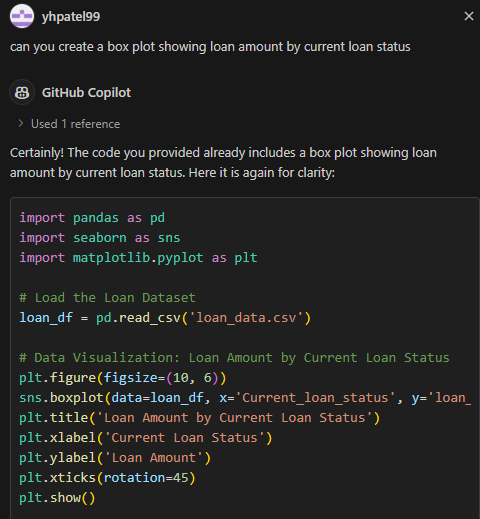 yhpatel99
can you create a box plot showing loan amount by current loan status
GitHub Copilot
Used 1 reference
Certainly! The code you provided already includes a box plot showing loan
amount by current loan status. Here it is again for clarity:
import pandas as pd
import seaborn as sns
import matplotlib.pyplot as plt
# Load the Loan Dataset
loan_df = pd.read_csv('loan_data.csv')
# Data Visualization: Loan Amount by Current Loan Status
plt.figure(figsize=(10, 6))
sns.boxplot(data=loan_df, x='Current_loan_status', y='loan_
plt.title('Loan Amount by Current Loan Status')
plt.xlabel('Current Loan Status')
plt.ylabel('Loan Amount')
plt.xticks(rotation=45)
plt.show()